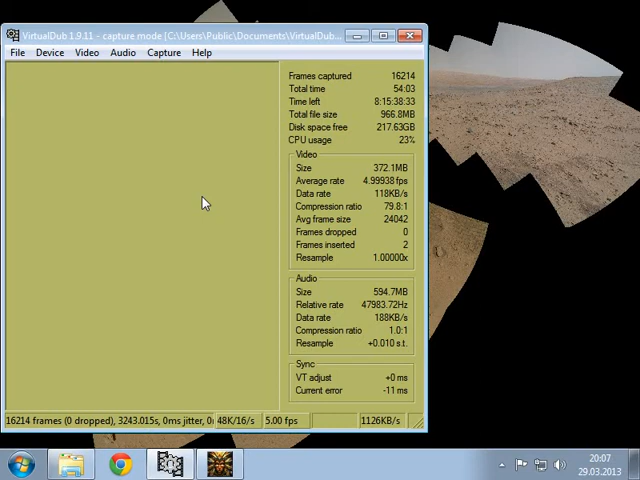 VirtualDub 1.9.11 - capture mode [C:\Users\Public\Documents\VirtualDub...
File Device Video Audio Capture Help
Frames captured 16214
Total time 54:03
Time left 8:15:38:33
Total file size 966.8MB
Disk space free 217.63GB
CPU usage 23%
Video
Size 372.1MB
Average rate 4.99938 fps
Data rate 118KB/s
Compression ratio 79.8:1
Avg frame size 24042
Frames dropped 0
Frames inserted 2
Resample 1.00000x
Audio
Size 594.7MB
Relative rate 47983.72Hz
Data rate 188KB/s
Compression ratio 1.0:1
Resample +0.010 s.t.
Sync
VT adjust +0 ms
Current error -11 ms
16214 frames (0 dropped), 3243.015s, 0ms jitter, 0 48K/16/s 5.00 fps 1126KB/s
20:07
29.03.2013